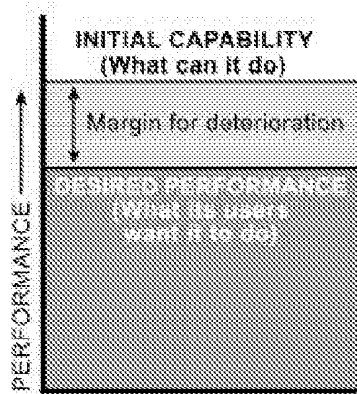 INITIAL CAPABILITY
(What can it do)
Margin for deterioration
DESIRED PERFORMANCE
(What its users
want it to do)
PERFORMANCE